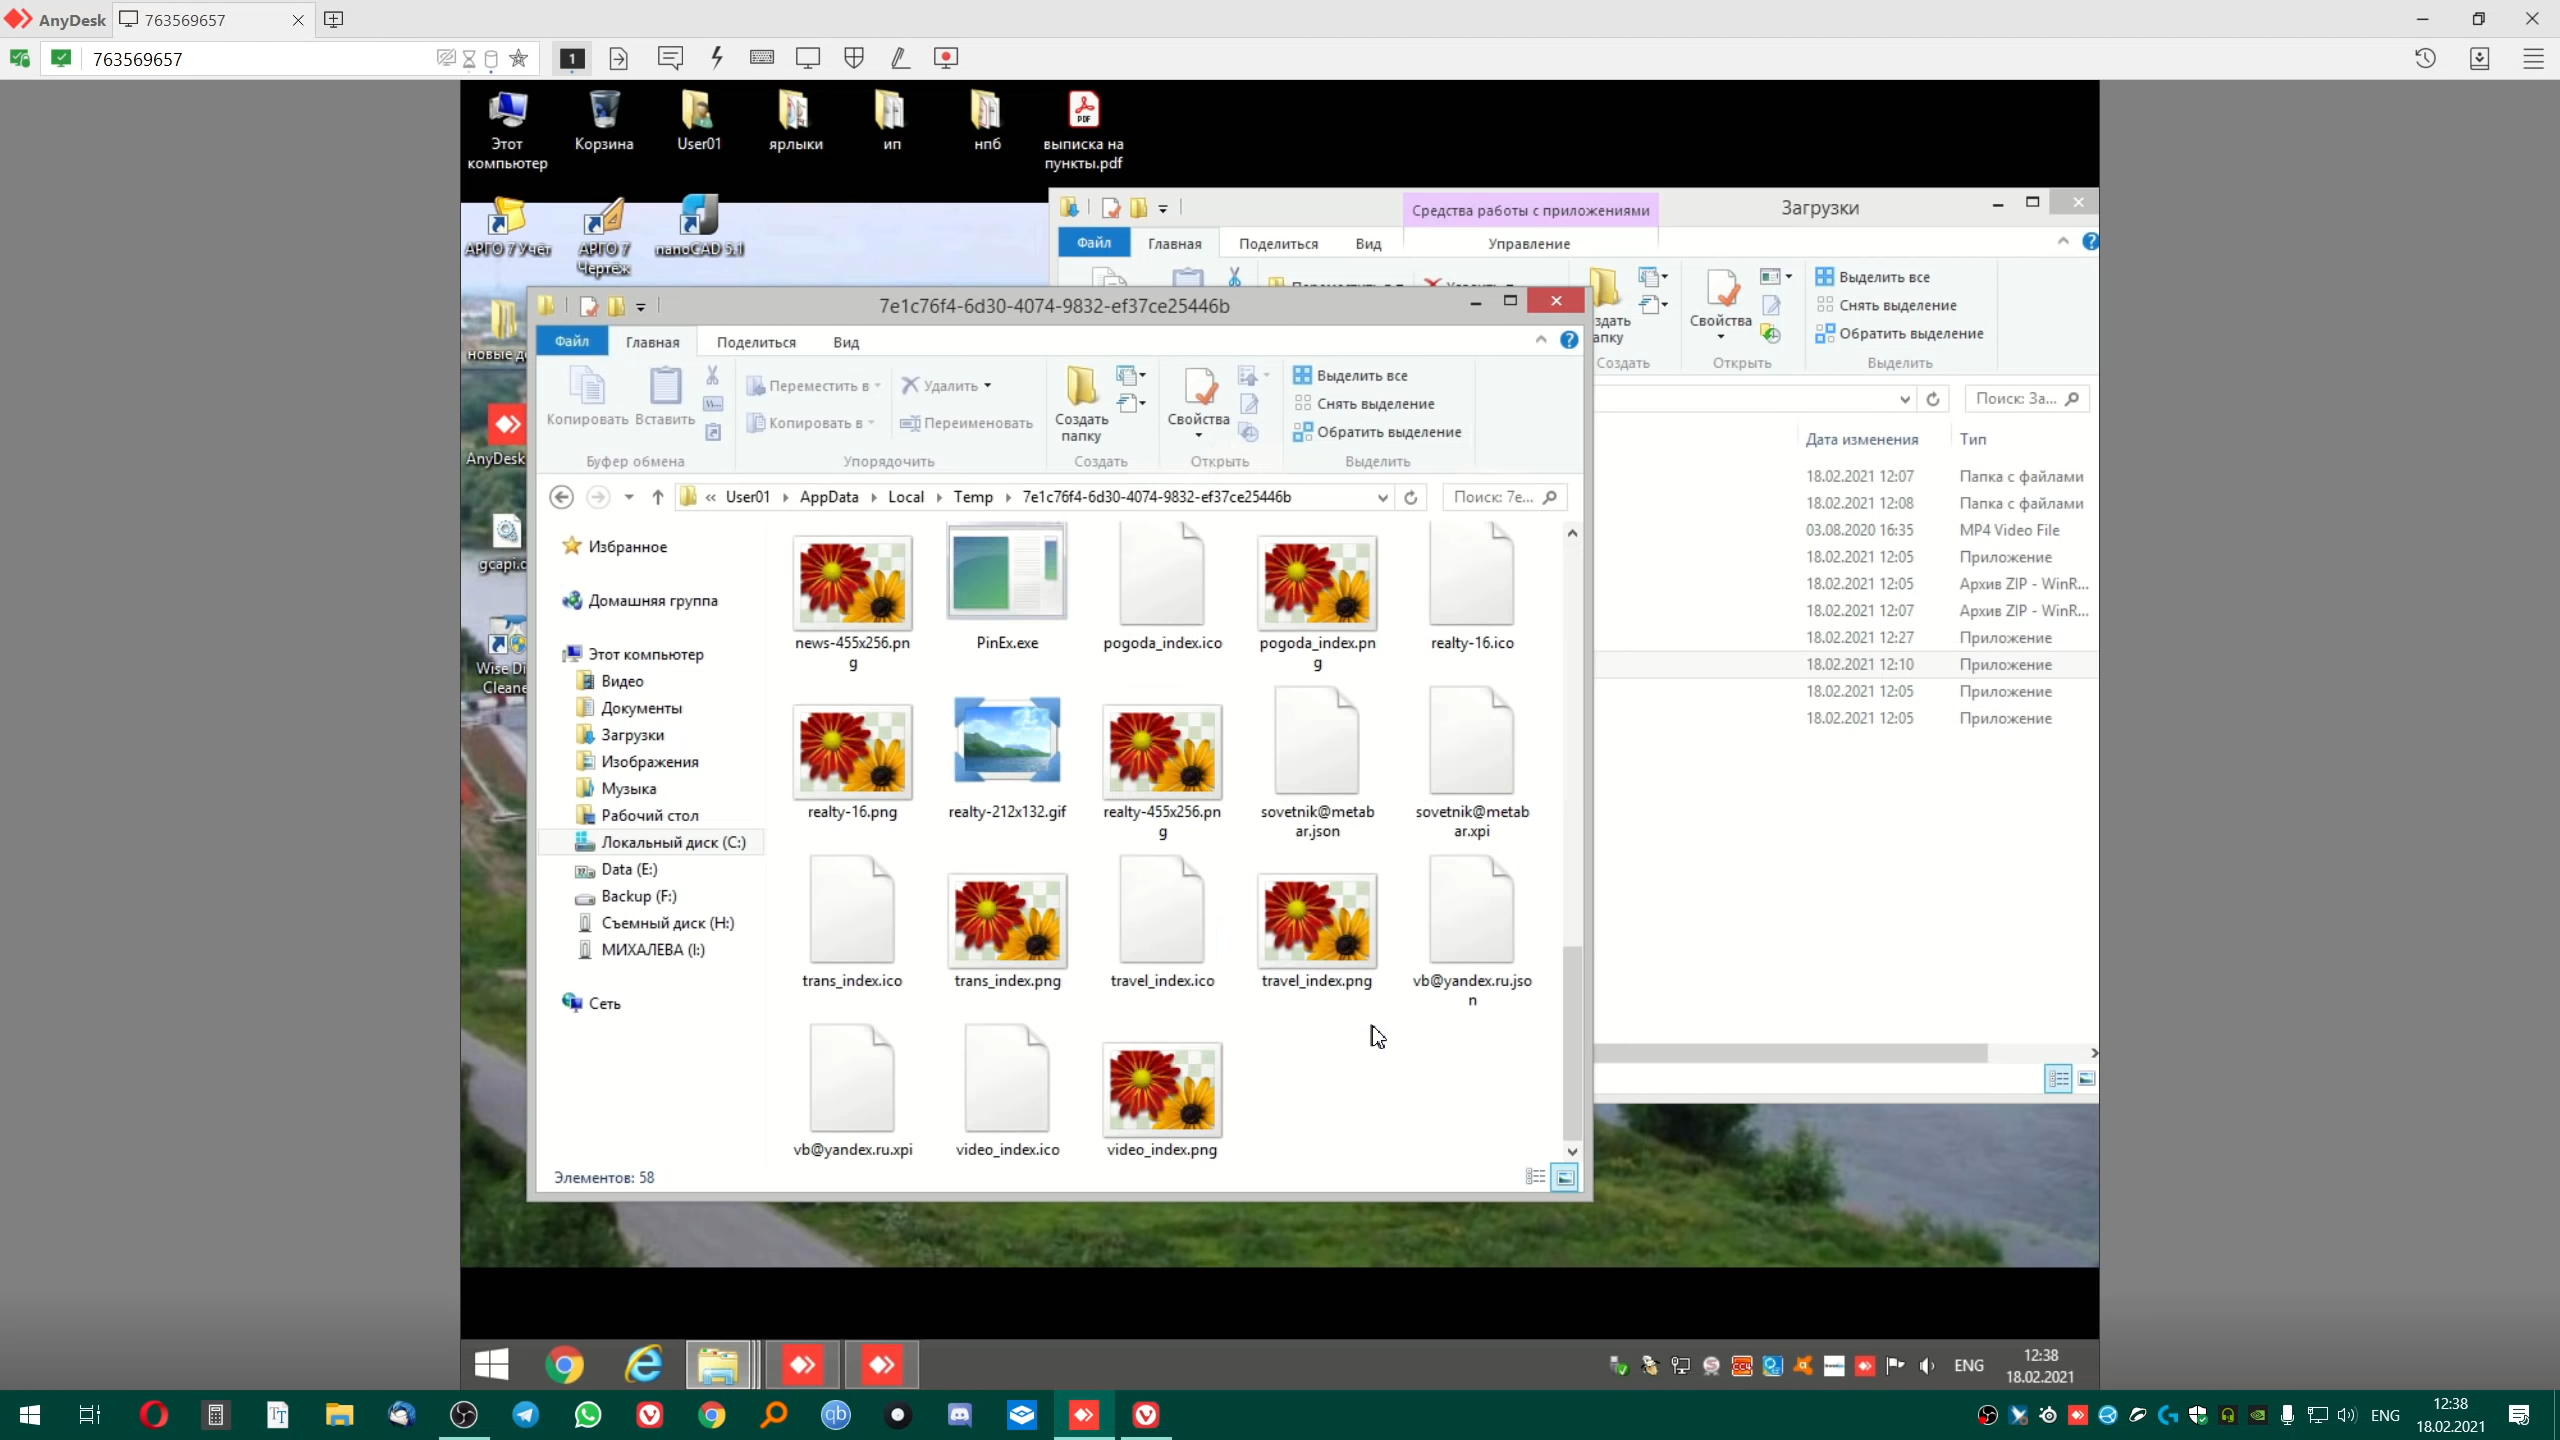 AnyDesk
763569657
763569657
1
Этот
компьютер
Корзина
User01
ярлыки
ип
нпб
PDF
выписка на
пункты.pdf
АРГО 7 Учёт
АРГО 7
Чертёж
nanoCAD 5.1
Средства работы с приложениями
Загрузки
Файл
Главная
Поделиться
Вид
Управление
Выделить все
Снять выделение
Обратить выделение
Свойства
Создать
Открыть
Выделить
Поиск: За...
Дата изменения
Тип
18.02.2021 12:07
Папка с файлами
18.02.2021 12:08
Папка с файлами
03.08.2020 16:35
MP4 Video File
18.02.2021 12:05
Приложение
18.02.2021 12:05
Архив ZIP - WinR...
18.02.2021 12:07
Архив ZIP - WinR...
18.02.2021 12:27
Приложение
18.02.2021 12:10
Приложение
18.02.2021 12:05
Приложение
18.02.2021 12:05
Приложение
AnyDesk
gcapi.
Wise Di
Cleane
7e1c76f4-6d30-4074-9832-ef37ce25446b
Файл
Главная
Поделиться
Вид
Копировать
Вставить
Переместить в
Копировать в
Удалить
Переименовать
Создать
папку
Свойства
Выделить все
Снять выделение
Обратить выделение
Буфер обмена
Упорядочить
Создать
Открыть
Выделить
« User01
AppData
Local
Temp
7e1c76f4-6d30-4074-9832-ef37ce25446b
Поиск: 7e...
Избранное
Домашняя группа
Этот компьютер
Видео
Документы
Загрузки
Изображения
Музыка
Рабочий стол
Локальный диск (C:)
Data (E:)
Backup (F:)
Съемный диск (H:)
МИХАЛЕВА (I:)
Сеть
news-455x256.pn
g
PinEx.exe
pogoda_index.ico
pogoda_index.pn
g
realty-16.ico
realty-16.png
realty-212x132.gif
realty-455x256.pn
g
sovetnik@metab
ar.json
sovetnik@metab
ar.xpi
trans_index.ico
trans_index.png
travel_index.ico
travel_index.png
vb@yandex.ru.jso
n
vb@yandex.ru.xpi
video_index.ico
video_index.png
Элементов: 58
ENG
12:38
18.02.2021
ENG
12:38
18.02.2021